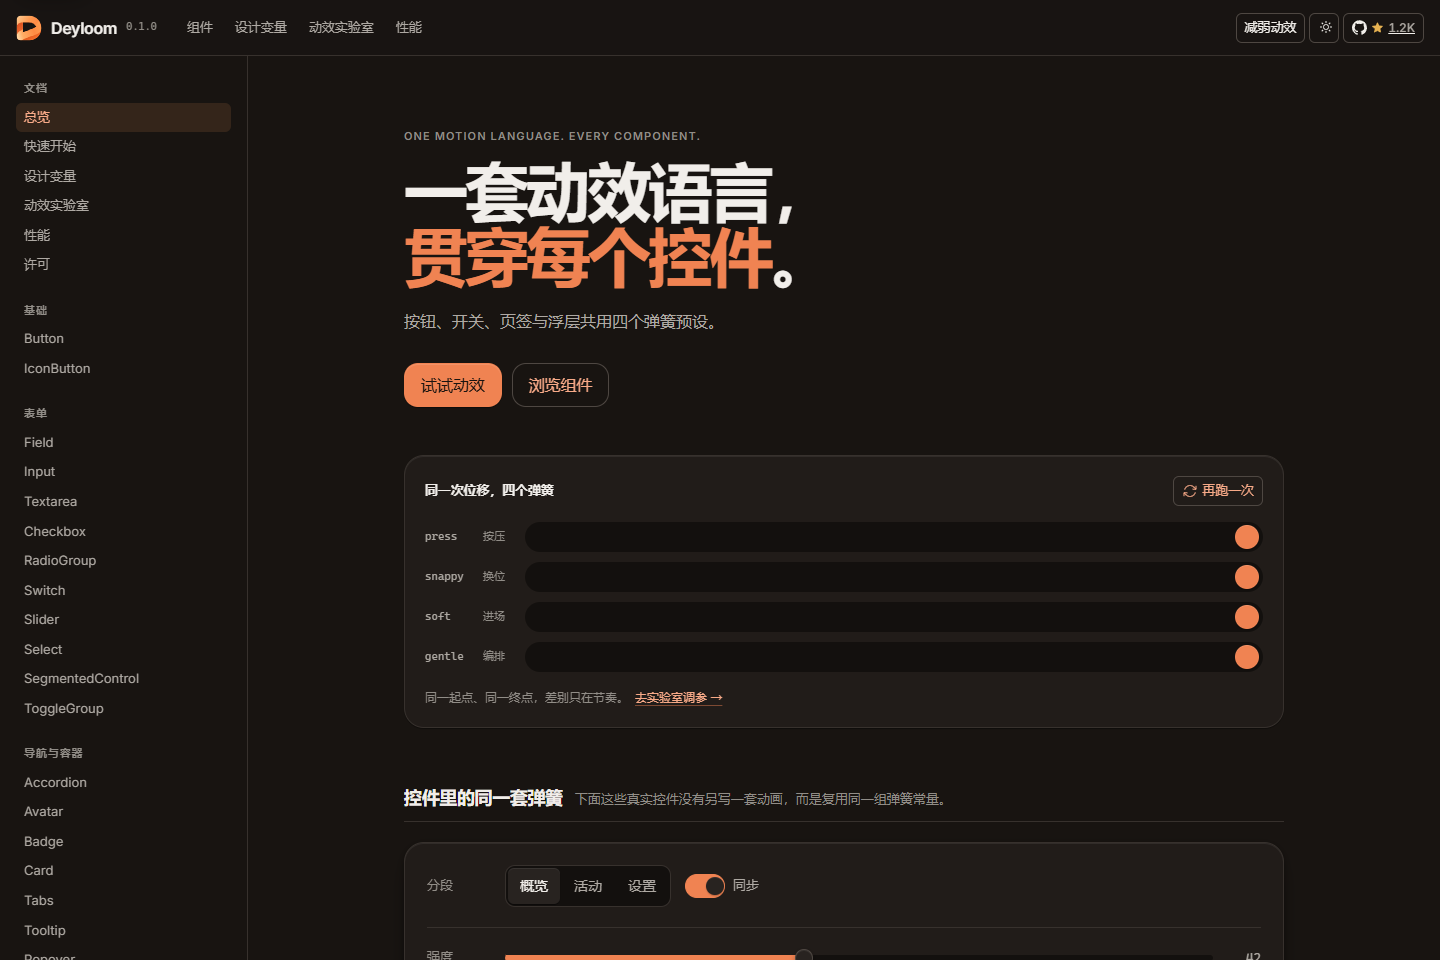 Deyloom 0.1.0 组件 设计变量 动效实验室 性能 减弱动效 1.2K
文档
总览
快速开始
设计变量
动效实验室
性能
许可
基础
Button
IconButton
表单
Field
Input
Textarea
Checkbox
RadioGroup
Switch
Slider
Select
SegmentedControl
ToggleGroup
导航与容器
Accordion
Avatar
Badge
Card
Tabs
Tooltip
Popover
ONE MOTION LANGUAGE. EVERY COMPONENT.
一套动效语言，
贯穿每个控件。
按钮、开关、页签与浮层共用四个弹簧预设。
试试动效 浏览组件
同一次位移，四个弹簧 再跑一次
press 按压
snappy 换位
soft 进场
gentle 编排
同一起点、同一终点，差别只在节奏。 去实验室调参 →
控件里的同一套弹簧 下面这些真实控件没有另写一套动画，而是复用同一组弹簧常量。
分段 概览 活动 设置 同步
强度 42